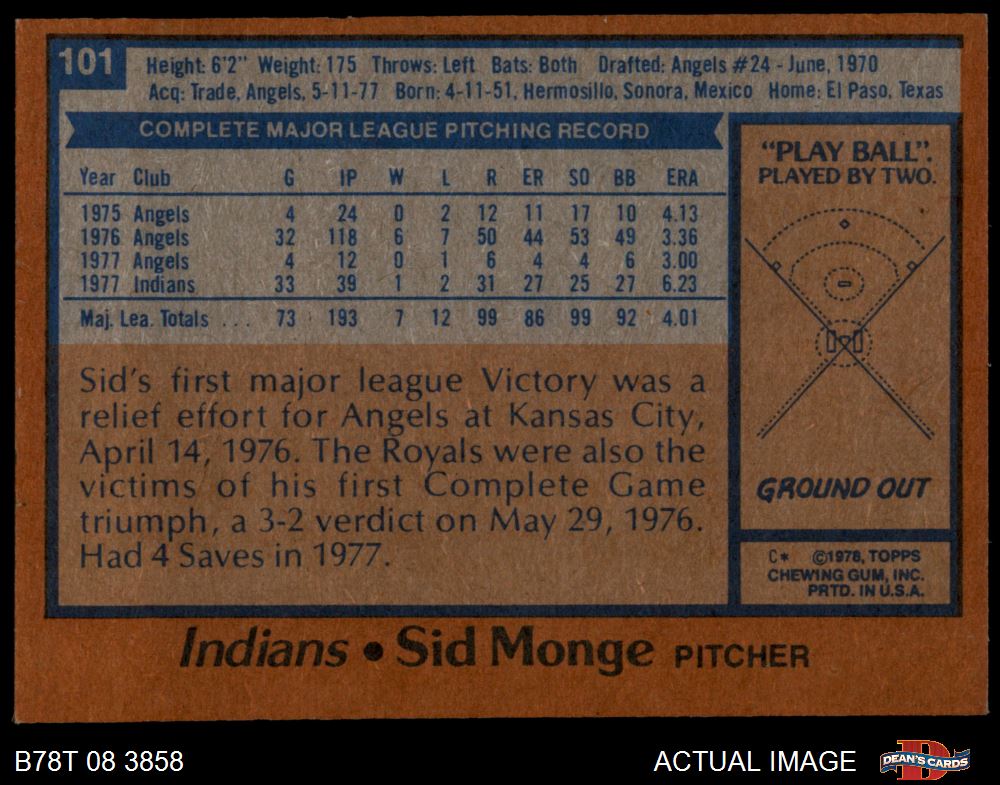 101
Height: 6'2" Weight: 175 Throws: Left Bats: Both Drafted: Angels #24 - June, 1970
Acq: Trade, Angels, 5-11-77 Born: 4-11-51, Hermosillo, Sonora, Mexico Home: El Paso, Texas
COMPLETE MAJOR LEAGUE PITCHING RECORD
Year Club G IP W L R ER SO BB ERA
1975 Angels 4 24 0 2 12 11 17 10 4.13
1976 Angels 32 118 6 7 50 44 53 49 3.36
1977 Angels 4 12 0 1 6 4 4 6 3.00
1977 Indians 33 39 1 2 31 27 25 27 6.23
Maj. Lea. Totals . . . 73 193 7 12 99 86 99 92 4.01
Sid's first major league Victory was a
relief effort for Angels at Kansas City,
April 14, 1976. The Royals were also the
victims of his first Complete Game
triumph, a 3-2 verdict on May 29, 1976.
Had 4 Saves in 1977.
"PLAY BALL".
PLAYED BY TWO.
GROUND OUT
C* ©1978, TOPPS
CHEWING GUM, INC.
PRTD. IN U.S.A.
Indians • Sid Monge PITCHER
B78T 08 3858 ACTUAL IMAGE DEAN'S CARDS